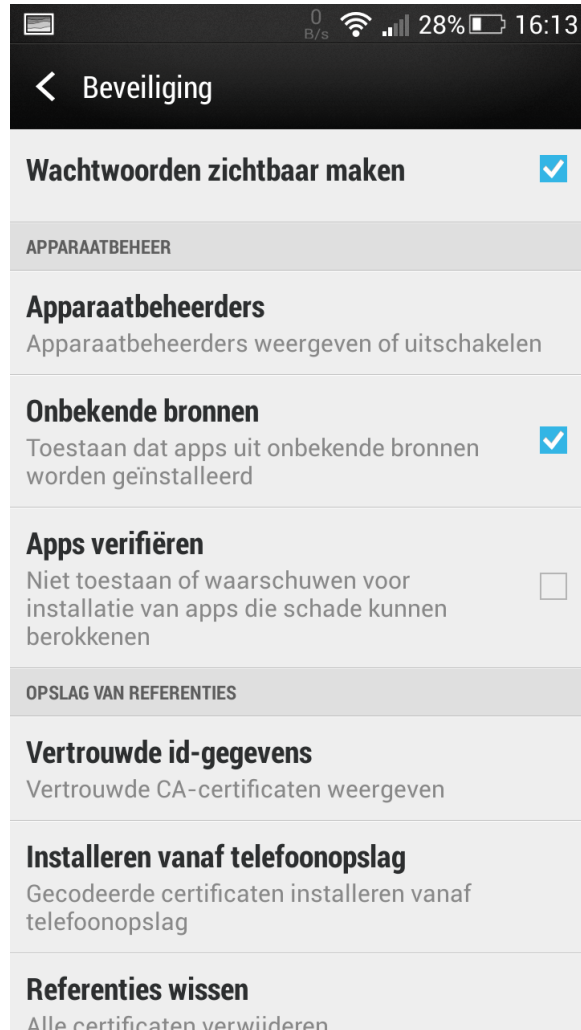 0
B/s
28%
16:13
Beveiliging
Wachtwoorden zichtbaar maken
APPARAATBEHEER
Apparaatbeheerders
Apparaatbeheerders weergeven of uitschakelen
Onbekende bronnen
Toestaan dat apps uit onbekende bronnen
worden geïnstalleerd
Apps verifiëren
Niet toestaan of waarschuwen voor
installatie van apps die schade kunnen
berokkenen
OPSLAG VAN REFERENTIES
Vertrouwde id-gegevens
Vertrouwde CA-certificaten weergeven
Installeren vanaf telefoonopslag
Gecodeerde certificaten installeren vanaf
telefoonopslag
Referenties wissen
Alle certificaten verwijderen